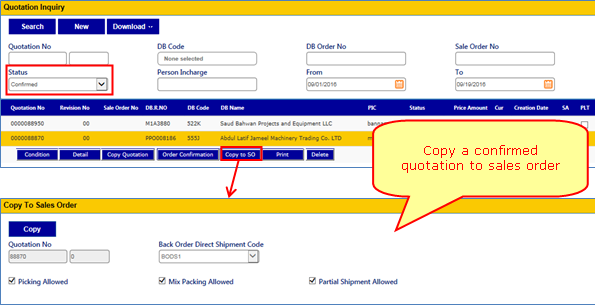 Quotation Inquiry
Search New Download
Quotation No DB Code DB Order No Sale Order No
None selected
Status Person Incharge From To
Confirmed 09/01/2016 09/19/2016
Quotation No Revision No Sale Order No DB.R.NO DB Code DB Name PIC Status Price Amount Cur Creation Date SA PLT
0000088950 00 M1A3880 522K Saud Bahwan Projects and Equipment LLC
0000088870 00 PPO008186 555J Abdul Latif Jameel Machinery Trading Co. LTD
Condition Detail Copy Quotation Order Confirmation Copy to SO Print Delete
Copy a confirmed
quotation to sales order
Copy To Sales Order
Copy
Quotation No Back Order Direct Shipment Code
88870 0 BODS1
Picking Allowed Mix Packing Allowed Partial Shipment Allowed